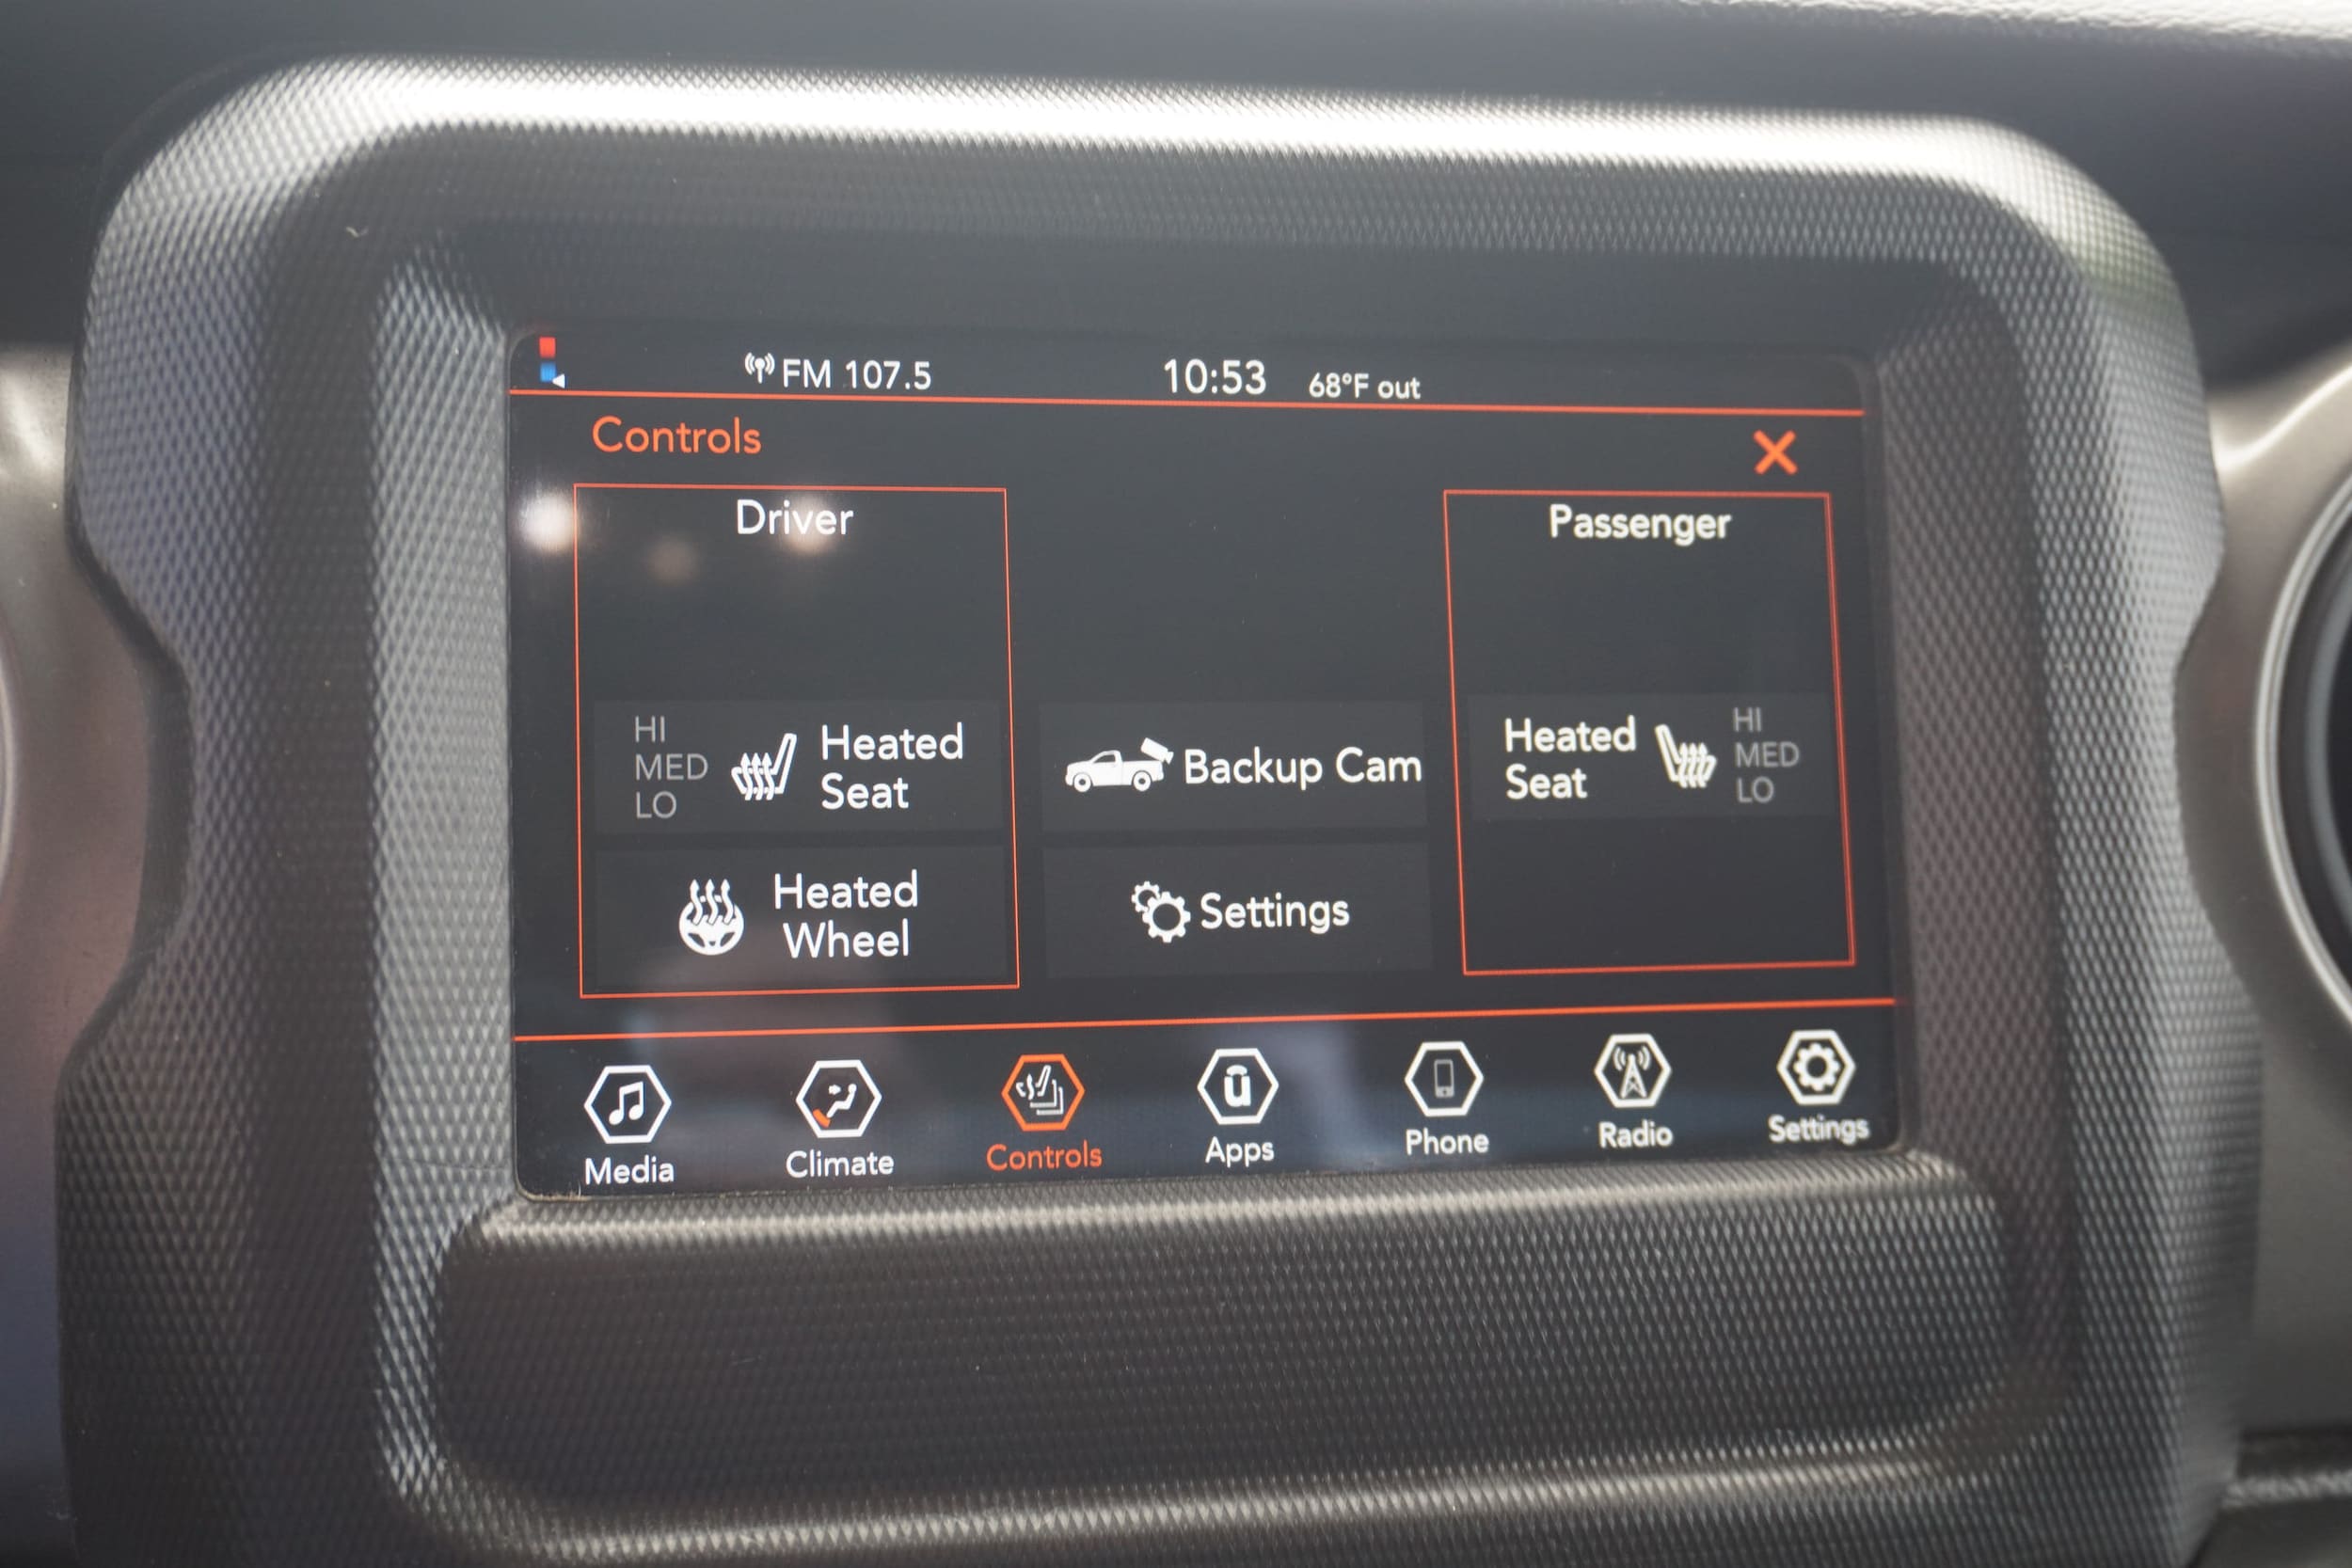 FM 107.5 10:53 68°F out
Controls
Driver
HI
MED
LO
Heated
Seat
Heated
Wheel
Backup Cam
Settings
Passenger
Heated
Seat
HI
MED
LO
Media Climate Controls Apps Phone Radio Settings